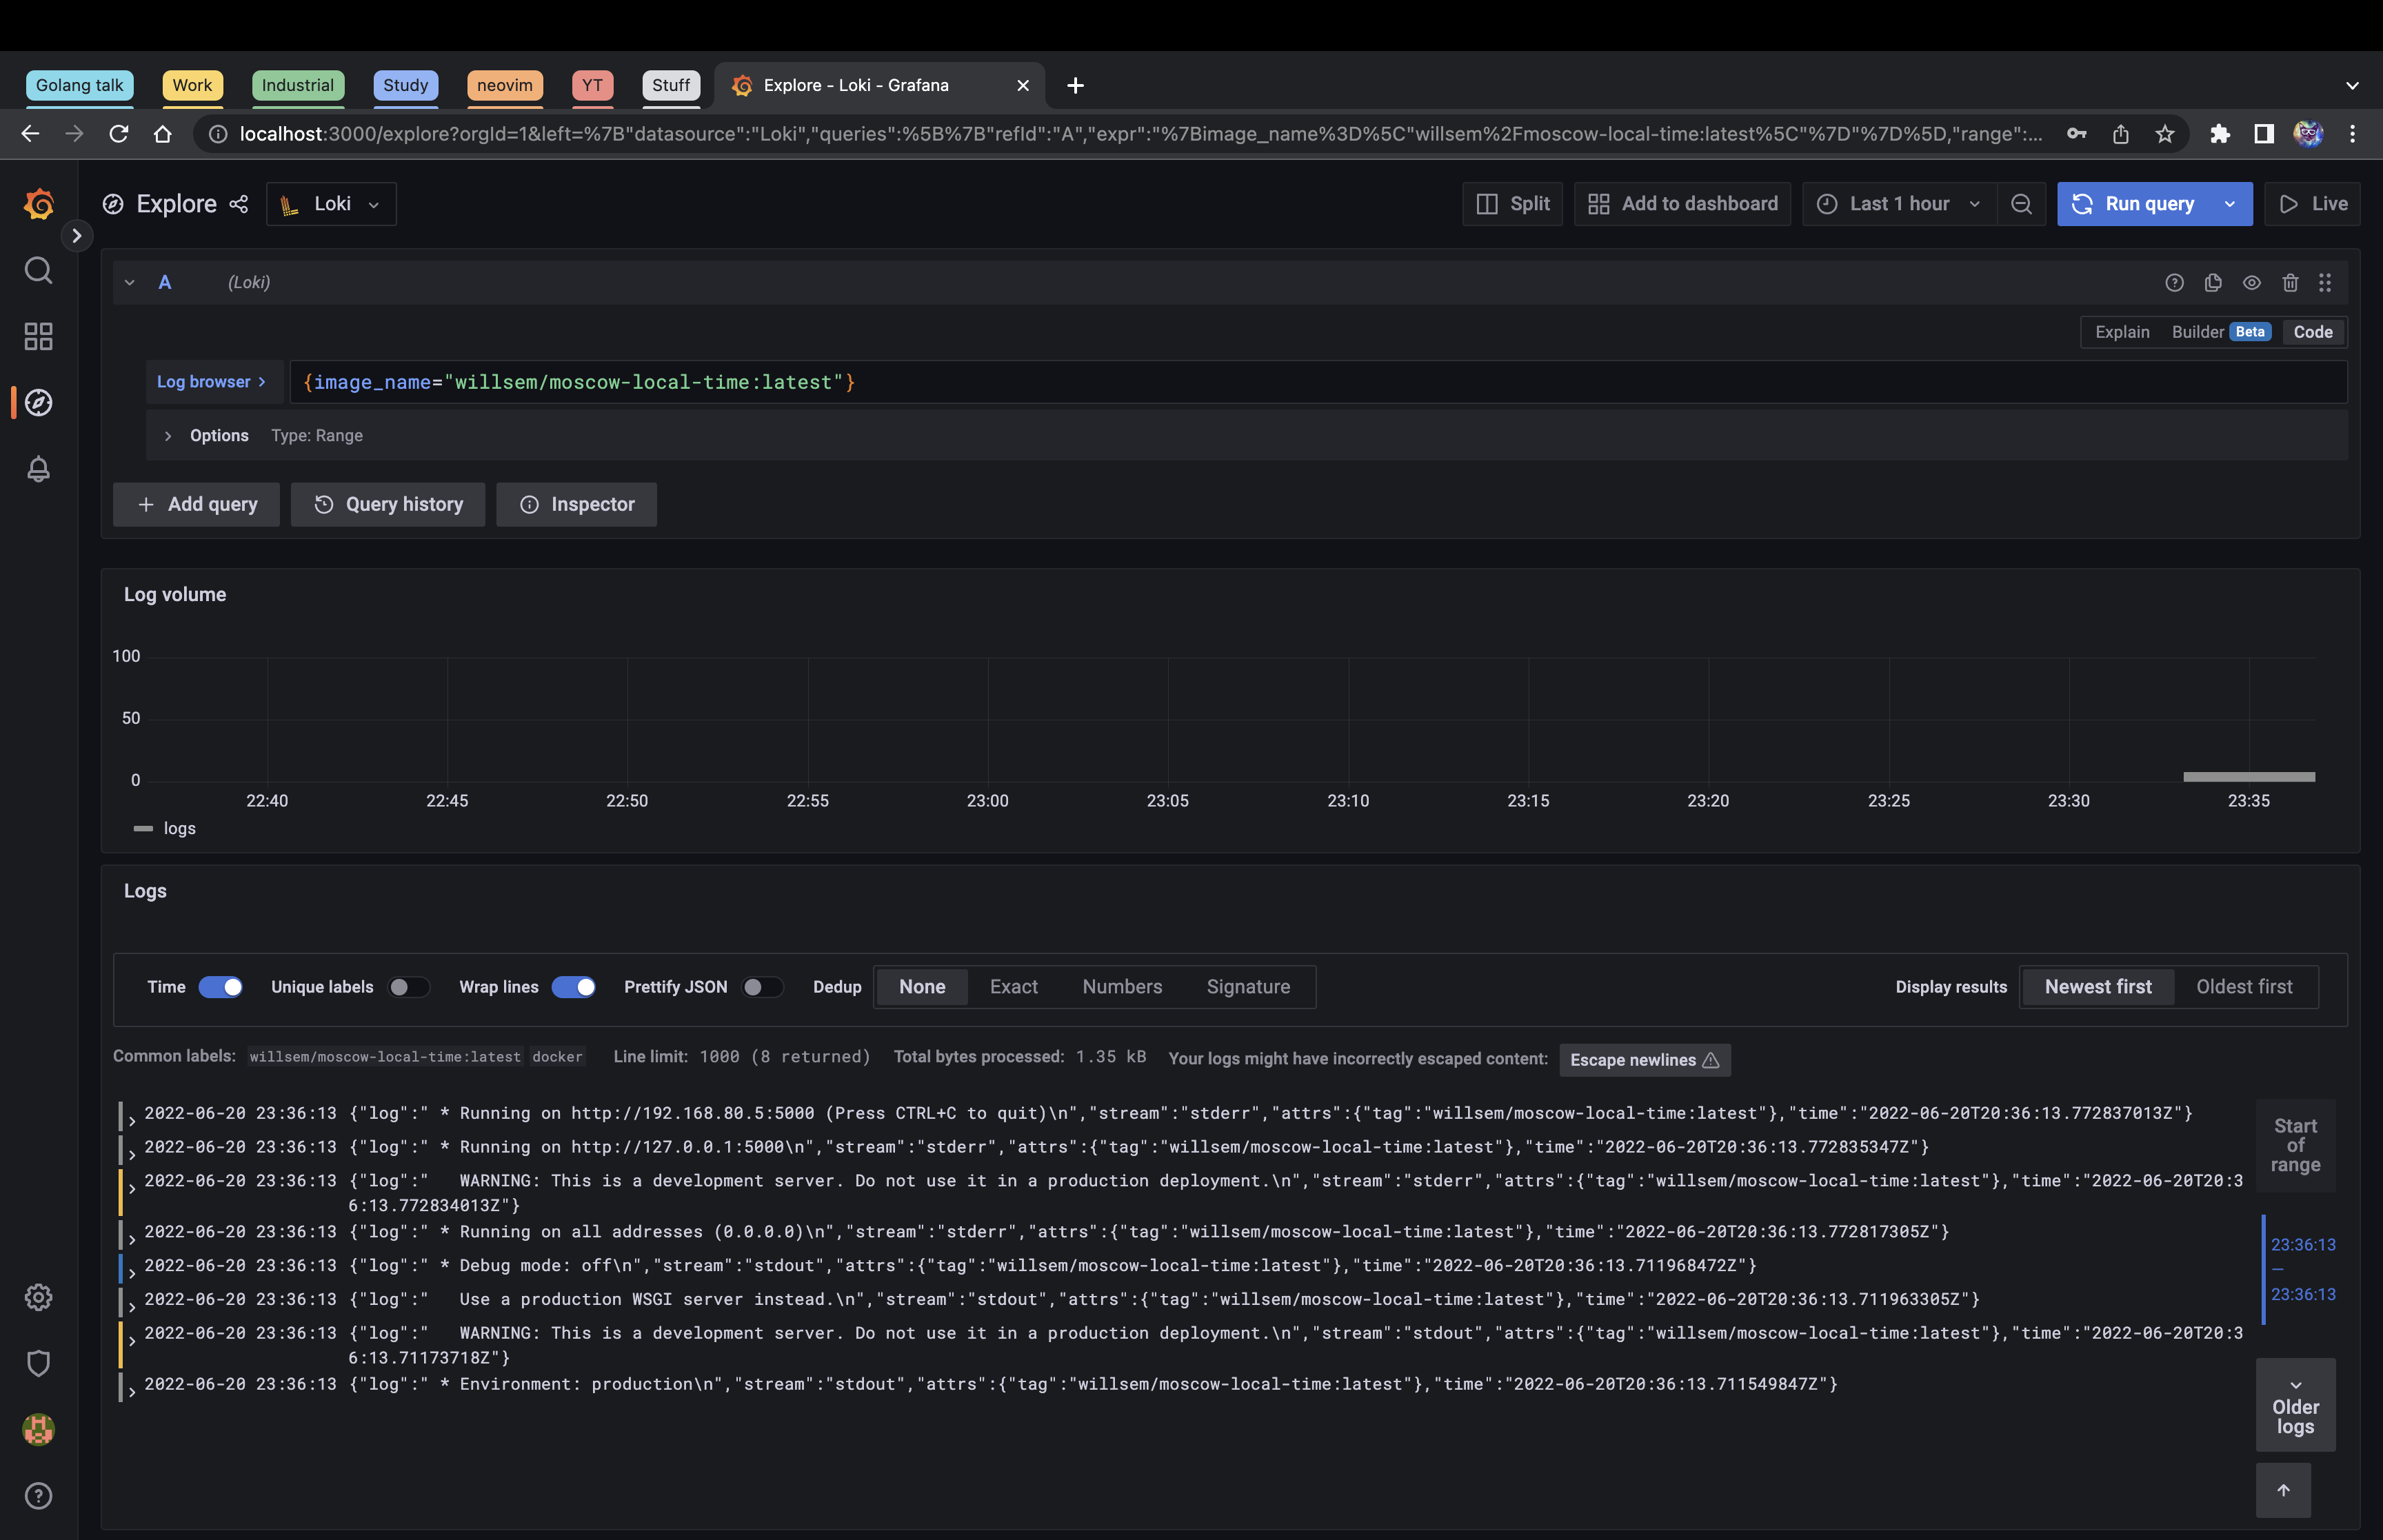 Golang talk Work Industrial Study neovim YT Stuff Explore - Loki - Grafana
localhost:3000/explore?orgId=1&left=%7B"datasource":"Loki","queries":%5B%7B"refId":"A","expr":"%7Bimage_name%3D%5C"willsem%2Fmoscow-local-time:latest%5C"%7D"%7D%5D,"range":...
Explore Loki Split Add to dashboard Last 1 hour Run query Live
A (Loki)
Explain Builder Beta Code
Log browser {image_name="willsem/moscow-local-time:latest"}
Options Type: Range
Add query Query history Inspector
Log volume
100
50
0
22:40 22:45 22:50 22:55 23:00 23:05 23:10 23:15 23:20 23:25 23:30 23:35
logs
Logs
Time Unique labels Wrap lines Prettify JSON Dedup None Exact Numbers Signature Display results Newest first Oldest first
Common labels: willsem/moscow-local-time:latest docker Line limit: 1000 (8 returned) Total bytes processed: 1.35 kB Your logs might have incorrectly escaped content: Escape newlines
2022-06-20 23:36:13 {"log":" * Running on http://192.168.80.5:5000 (Press CTRL+C to quit)\n","stream":"stderr","attrs":{"tag":"willsem/moscow-local-time:latest"},"time":"2022-06-20T20:36:13.772837013Z"}
2022-06-20 23:36:13 {"log":" * Running on http://127.0.0.1:5000\n","stream":"stderr","attrs":{"tag":"willsem/moscow-local-time:latest"},"time":"2022-06-20T20:36:13.772835347Z"}
2022-06-20 23:36:13 {"log":"   WARNING: This is a development server. Do not use it in a production deployment.\n","stream":"stderr","attrs":{"tag":"willsem/moscow-local-time:latest"},"time":"2022-06-20T20:3
6:13.772834013Z"}
2022-06-20 23:36:13 {"log":" * Running on all addresses (0.0.0.0)\n","stream":"stderr","attrs":{"tag":"willsem/moscow-local-time:latest"},"time":"2022-06-20T20:36:13.772817305Z"}
2022-06-20 23:36:13 {"log":" * Debug mode: off\n","stream":"stdout","attrs":{"tag":"willsem/moscow-local-time:latest"},"time":"2022-06-20T20:36:13.711968472Z"}
2022-06-20 23:36:13 {"log":"   Use a production WSGI server instead.\n","stream":"stdout","attrs":{"tag":"willsem/moscow-local-time:latest"},"time":"2022-06-20T20:36:13.711963305Z"}
2022-06-20 23:36:13 {"log":"   WARNING: This is a development server. Do not use it in a production deployment.\n","stream":"stdout","attrs":{"tag":"willsem/moscow-local-time:latest"},"time":"2022-06-20T20:3
6:13.71173718Z"}
2022-06-20 23:36:13 {"log":" * Environment: production\n","stream":"stdout","attrs":{"tag":"willsem/moscow-local-time:latest"},"time":"2022-06-20T20:36:13.711549847Z"}
Start
of
range
23:36:13
—
23:36:13
Older
logs